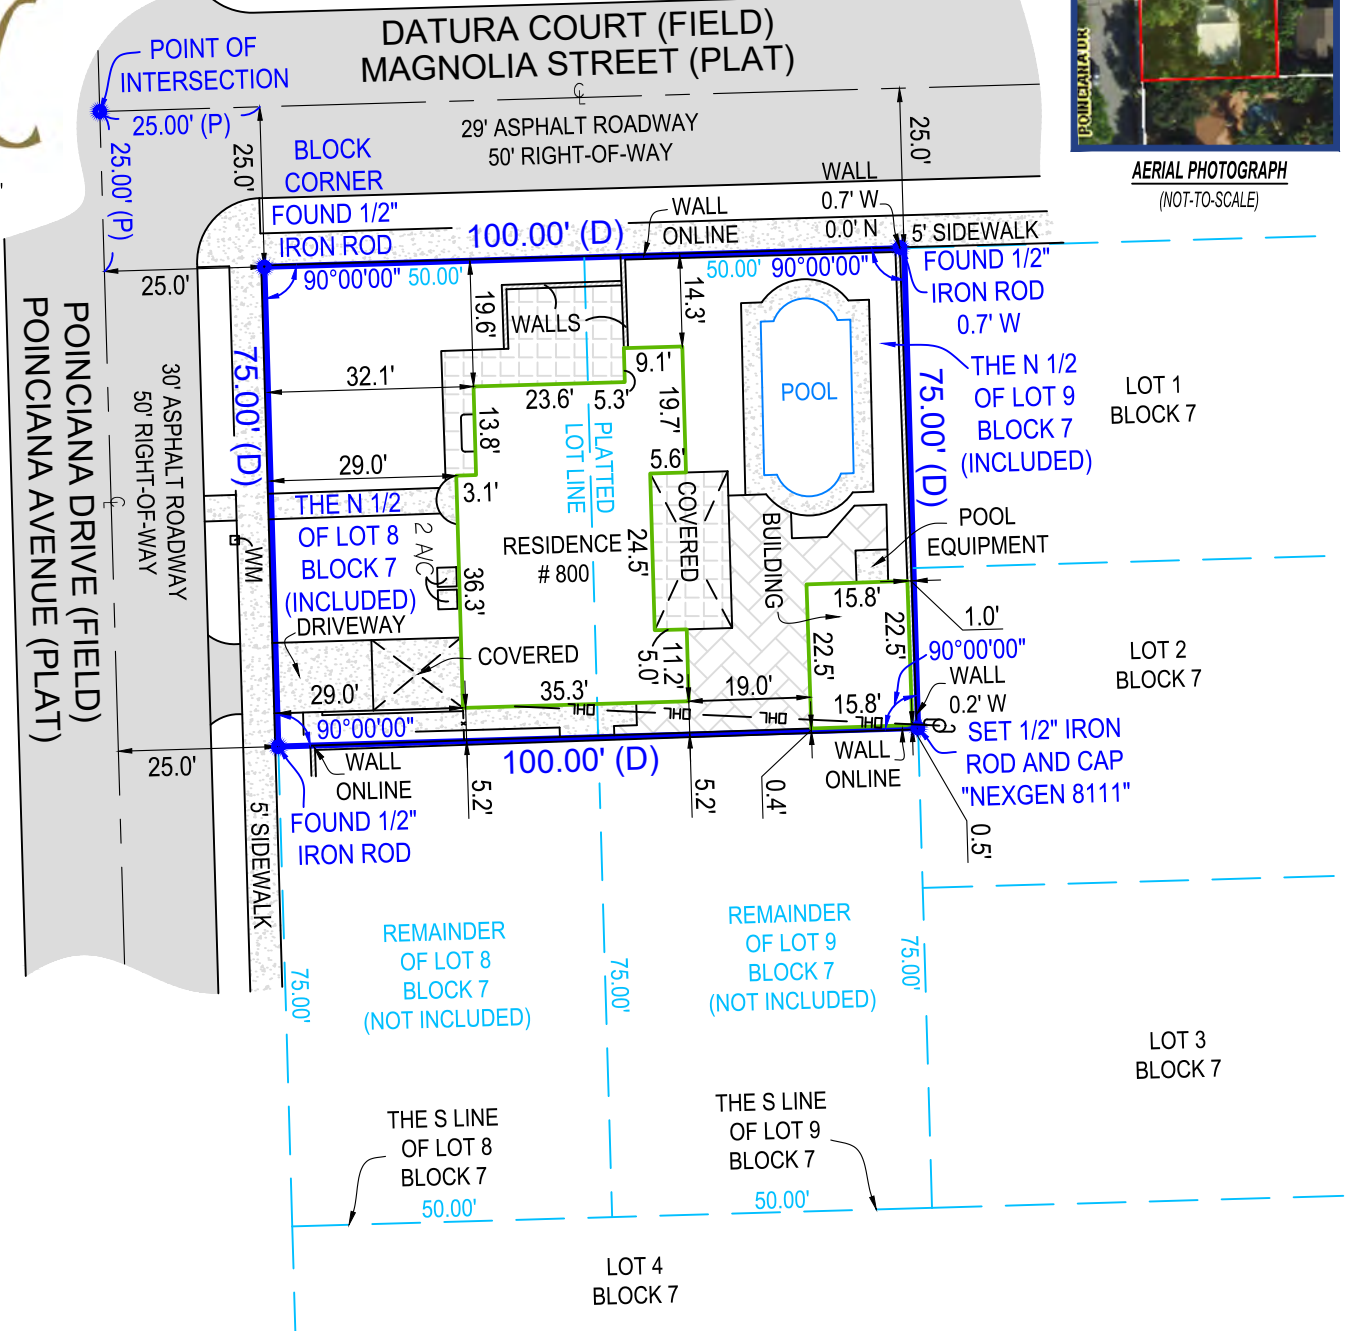 DATURA COURT (FIELD)
MAGNOLIA STREET (PLAT)
POINT OF
INTERSECTION
25.00' (P)
25.00' (P)
25.0'
BLOCK
CORNER
FOUND 1/2"
IRON ROD
C
L
29' ASPHALT ROADWAY
50' RIGHT-OF-WAY
25.0'
WALL
0.7' W
0.0' N
WALL
ONLINE
100.00' (D)
5' SIDEWALK
POINCIANA DR
AERIAL PHOTOGRAPH
(NOT-TO-SCALE)
25.0'
90°00'00"
50.00'
50.00'
90°00'00"
FOUND 1/2"
IRON ROD
0.7' W
POINCIANA DRIVE (FIELD)
POINCIANA AVENUE (PLAT)
30' ASPHALT ROADWAY
50' RIGHT-OF-WAY
C
L
75.00' (D)
19.6'
WALLS
14.3'
32.1'
9.1'
23.6'
5.3'
19.7'
13.8'
PLATTED
LOT LINE
POOL
THE N 1/2
OF LOT 9
BLOCK 7
(INCLUDED)
75.00' (D)
LOT 1
BLOCK 7
29.0'
3.1'
5.6'
THE N 1/2
OF LOT 8
BLOCK 7
(INCLUDED)
WM
2 A/C
36.3'
RESIDENCE
# 800
24.5'
COVERED
BUILDING
POOL
EQUIPMENT
15.8'
1.0'
22.5'
22.5'
90°00'00"
DRIVEWAY
COVERED
5.0'
11.2'
LOT 2
BLOCK 7
29.0'
35.3'
19.0'
15.8'
WALL
0.2' W
OHL
OHL
OHL
OHL
90°00'00"
100.00' (D)
WALL
ONLINE
WALL
ONLINE
SET 1/2" IRON
ROD AND CAP
"NEXGEN 8111"
25.0'
5.2'
5.2'
0.4'
0.5'
FOUND 1/2"
IRON ROD
5' SIDEWALK
REMAINDER
OF LOT 8
BLOCK 7
(NOT INCLUDED)
REMAINDER
OF LOT 9
BLOCK 7
(NOT INCLUDED)
75.00'
75.00'
75.00'
LOT 3
BLOCK 7
THE S LINE
OF LOT 8
BLOCK 7
THE S LINE
OF LOT 9
BLOCK 7
50.00'
50.00'
LOT 4
BLOCK 7